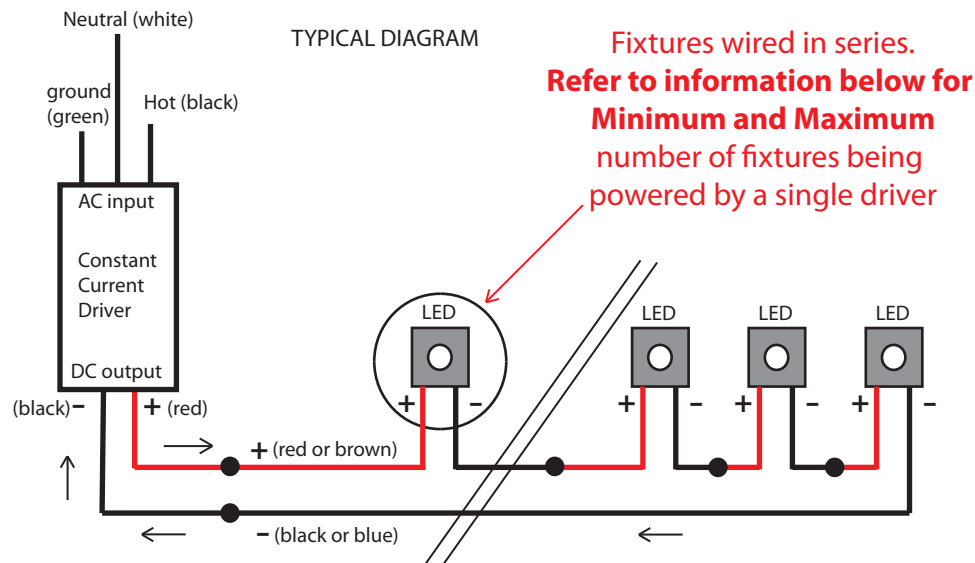 Neutral (white)
TYPICAL DIAGRAM
Fixtures wired in series.
Refer to information below for
Minimum and Maximum
number of fixtures being
powered by a single driver
ground
(green)
Hot (black)
AC input
Constant
Current
Driver
DC output
(black) –
+ (red)
+ (red or brown)
– (black or blue)
LED
+ –
LED
+ –
LED
+ –
LED
+ –